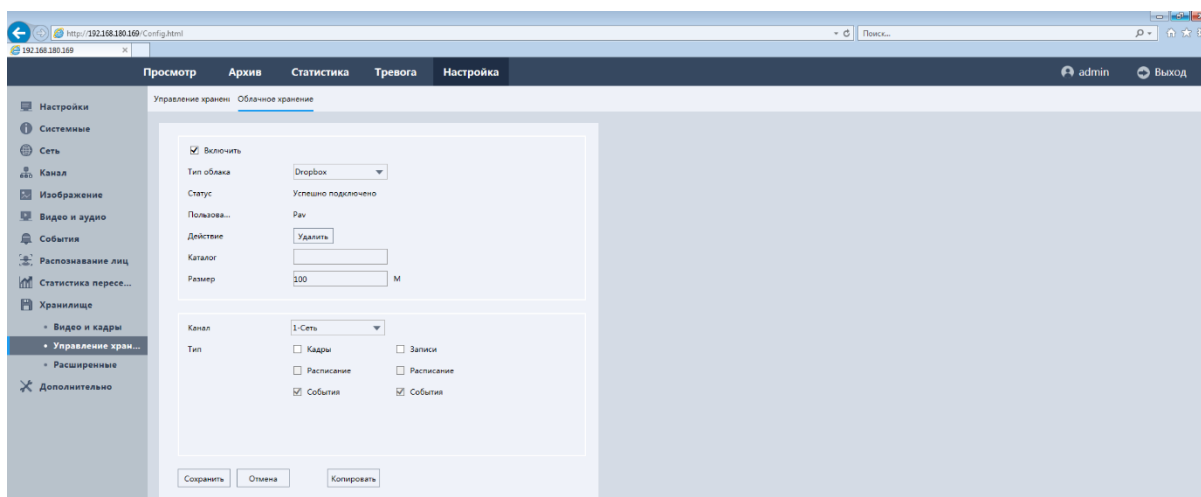 http://192.168.180.169/Config.html
Поиск...
192.168.180.169
Просмотр Архив Статистика Тревога Настройка admin Выход
Управление хранені Облачное хранение
Настройки
Системные
Сеть
Канал
Изображение
Видео и аудио
События
Распознавание лиц
Статистика пересе...
Хранилище
Видео и кадры
Управление хран...
Расширенные
Дополнительно
Включить
Тип облака Dropbox
Статус Успешно подключено
Пользова... Pav
Действие Удалить
Каталог
Размер 100 М
Канал 1-Сеть
Тип Кадры Записи
Расписание Расписание
События События
Сохранить Отмена Копировать